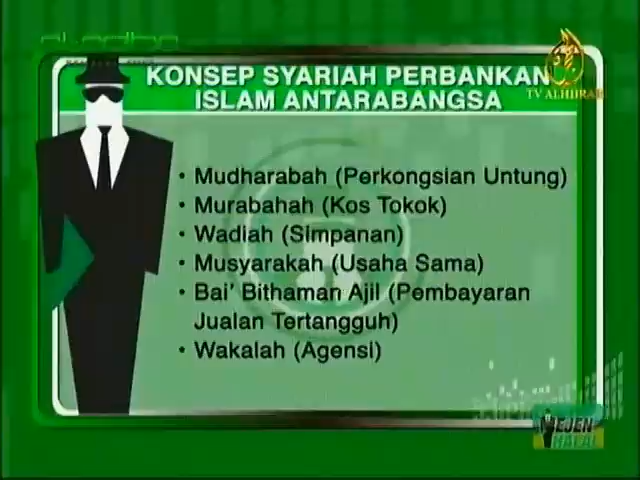 KONSEP SYARIAH PERBANKAN
ISLAM ANTARABANGSA
TV ALHIJRAH
• Mudharabah (Perkongsian Untung)
• Murabahah (Kos Tokok)
• Wadiah (Simpanan)
• Musyarakah (Usaha Sama)
• Bai' Bithaman Ajil (Pembayaran
Jualan Tertangguh)
• Wakalah (Agensi)
EJEN
HALAL